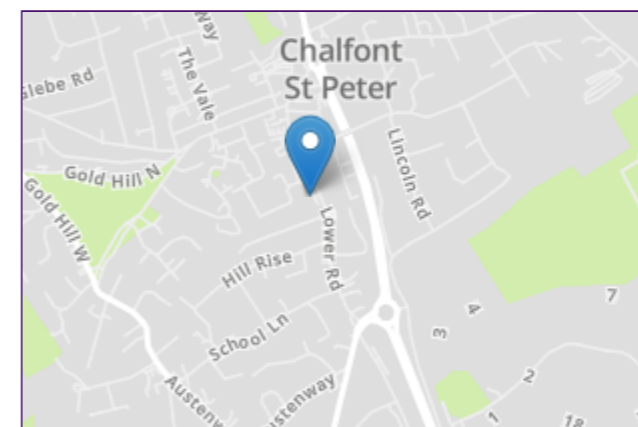 Way
Chalfont
St Peter
Glebe Rd
The Vale
Lincoln Rd
Gold Hill N
Gold Hill W
Lower Rd
Hill Rise
7
4
3
School Ln
2
Austenway
1
18